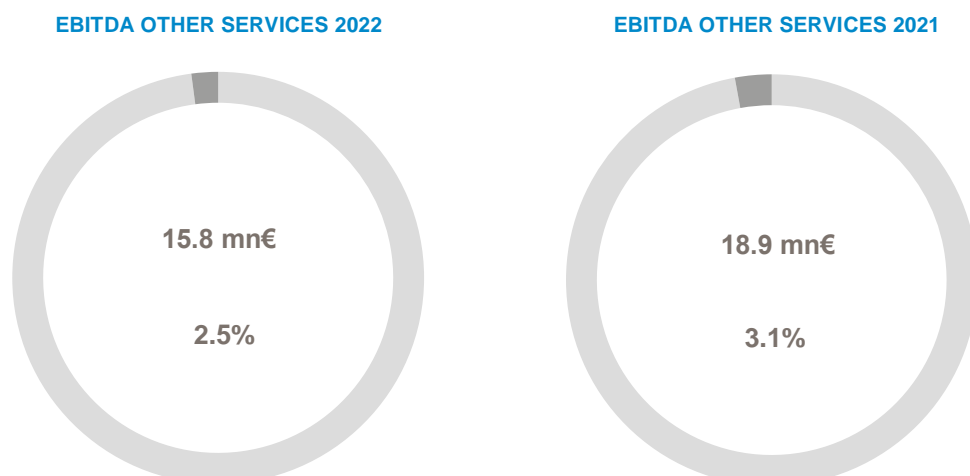 EBITDA OTHER SERVICES 2022
15.8 mn€
2.5%
EBITDA OTHER SERVICES 2021
18.9 mn€
3.1%